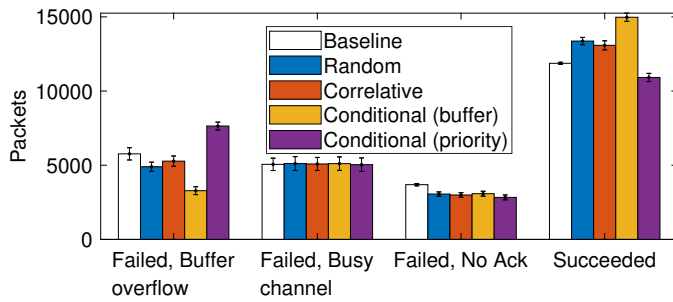 15000
10000
5000
0
Packets
Baseline
Random
Correlative
Conditional (buffer)
Conditional (priority)
Failed, Buffer
overflow
Failed, Busy
channel
Failed, No Ack
Succeeded